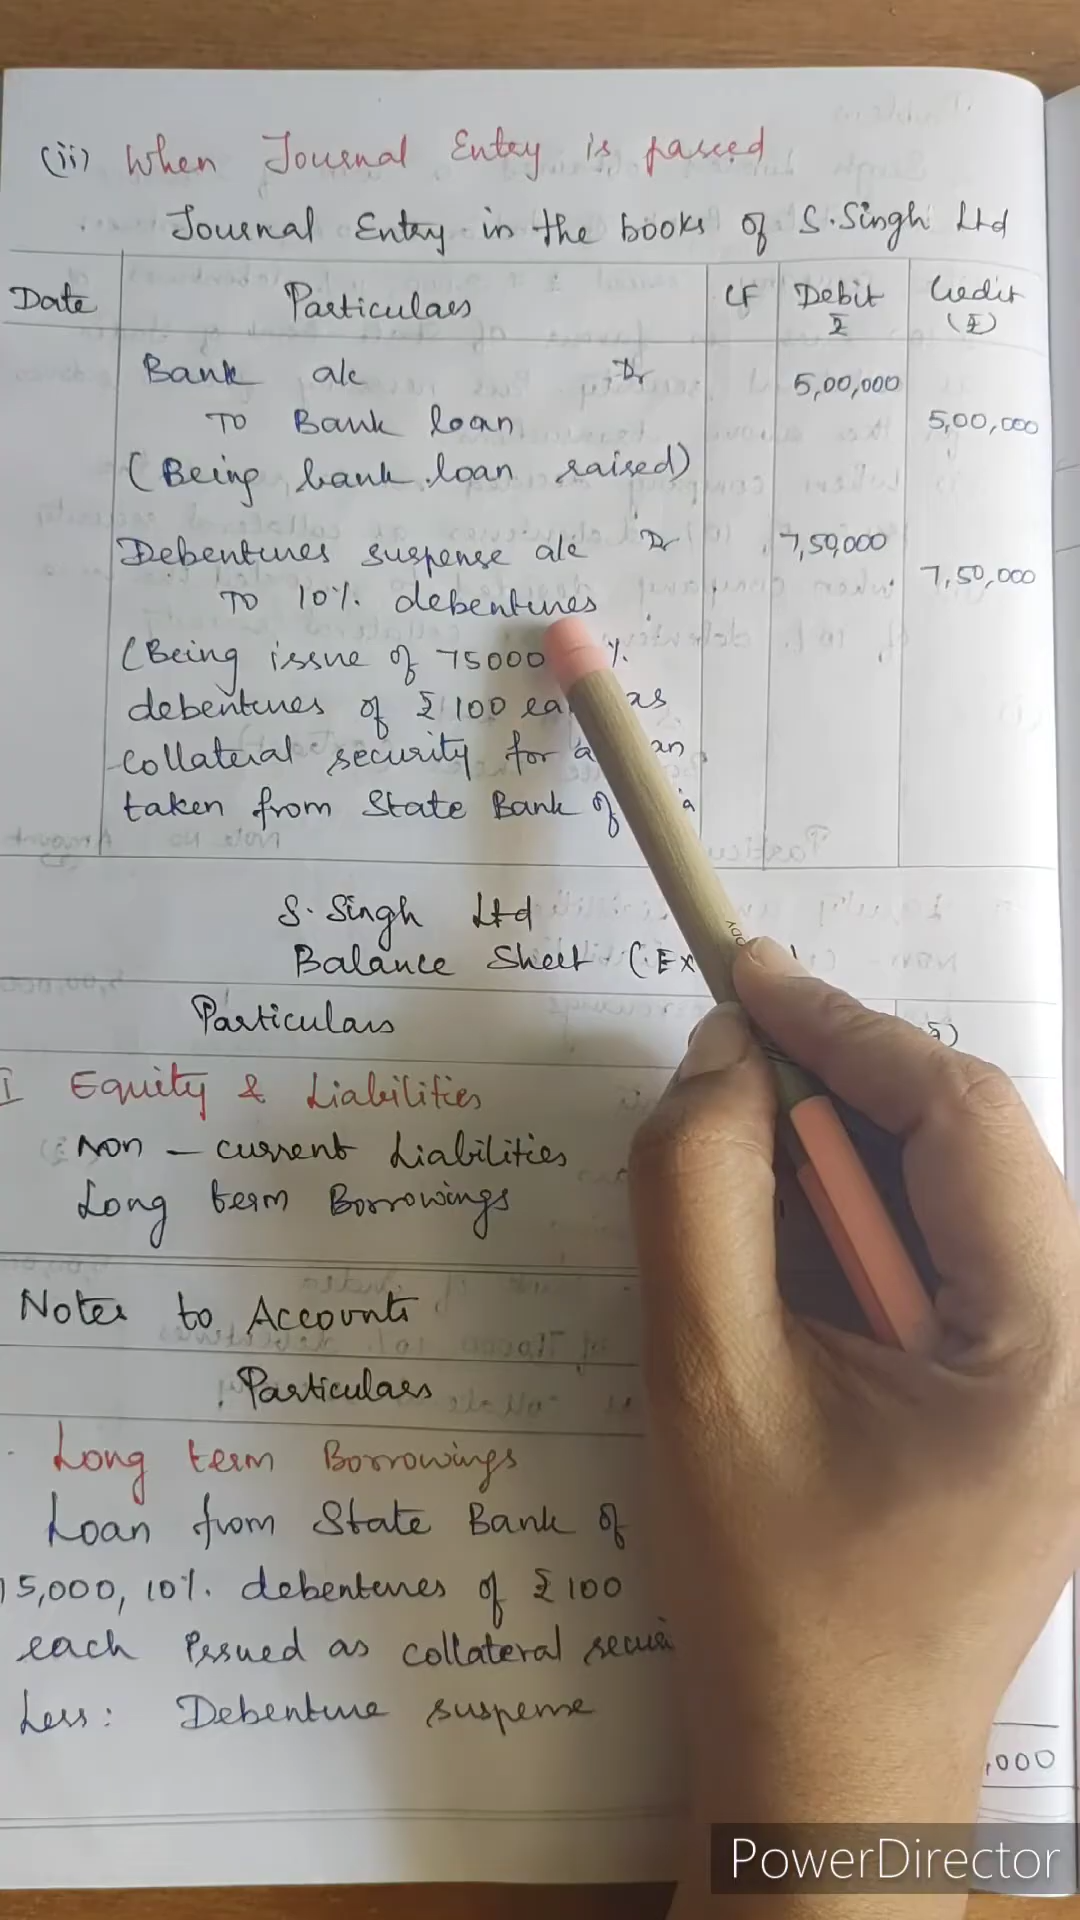 (ii) When Journal Entry is passed
Journal Entry in the books of S. Singh Ltd
Date Particulars LF Debit ₹ Credit (₹)
Bank a/c Dr 5,00,000
To Bank loan 5,00,000
(Being bank loan raised)
Debentures suspense a/c Dr 7,50,000
To 10% debentures 7,50,000
(Being issue of 75000 %
debentures of ₹ 100 as
collateral security for a
taken from State Bank of
S. Singh Ltd
Balance Sheet (Ex
Particulars ₹)
I Equity & Liabilities
Non - current Liabilities
Long term Borrowings
Notes to Accounts
Particulars
Long term Borrowings
Loan from State Bank of
5,000, 10% debentures of ₹ 100
each issued as collateral
Less: Debenture suspense
,000
PowerDirector